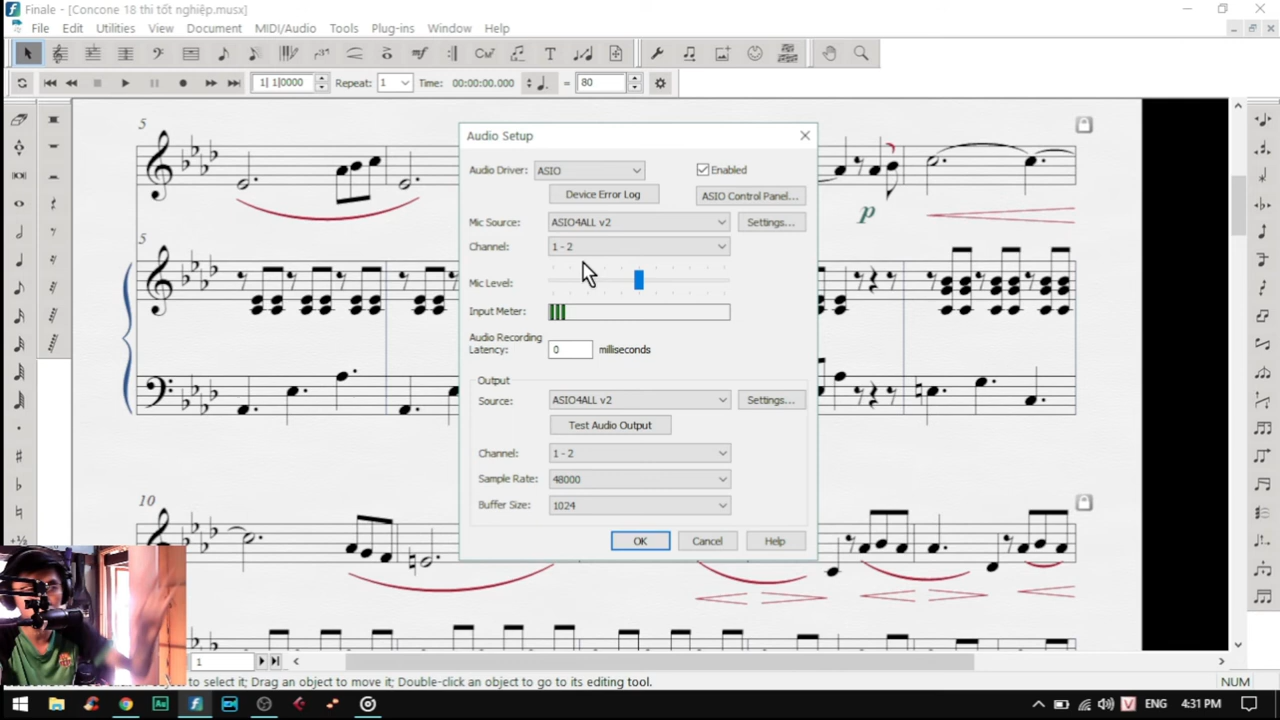 Finale - [Concone 18 thi tốt nghiệp.musx]
File Edit Utilities View Document MIDI/Audio Tools Plug-ins Window Help
1| 1|0000 Repeat: 1 Time: 00:00:00.000 = 80
5
Audio Setup
Audio Driver: ASIO Enabled
Device Error Log ASIO Control Panel...
Mic Source: ASIO4ALL v2 Settings...
Channel: 1 - 2
Mic Level:
Input Meter:
Audio Recording
Latency: 0 milliseconds
Output
Source: ASIO4ALL v2 Settings...
Test Audio Output
Channel: 1 - 2
Sample Rate: 48000
Buffer Size: 1024
OK Cancel Help
p
5
10
1
object to select it; Drag an object to move it; Double-click an object to go to its editing tool.
NUM
ENG 4:31 PM